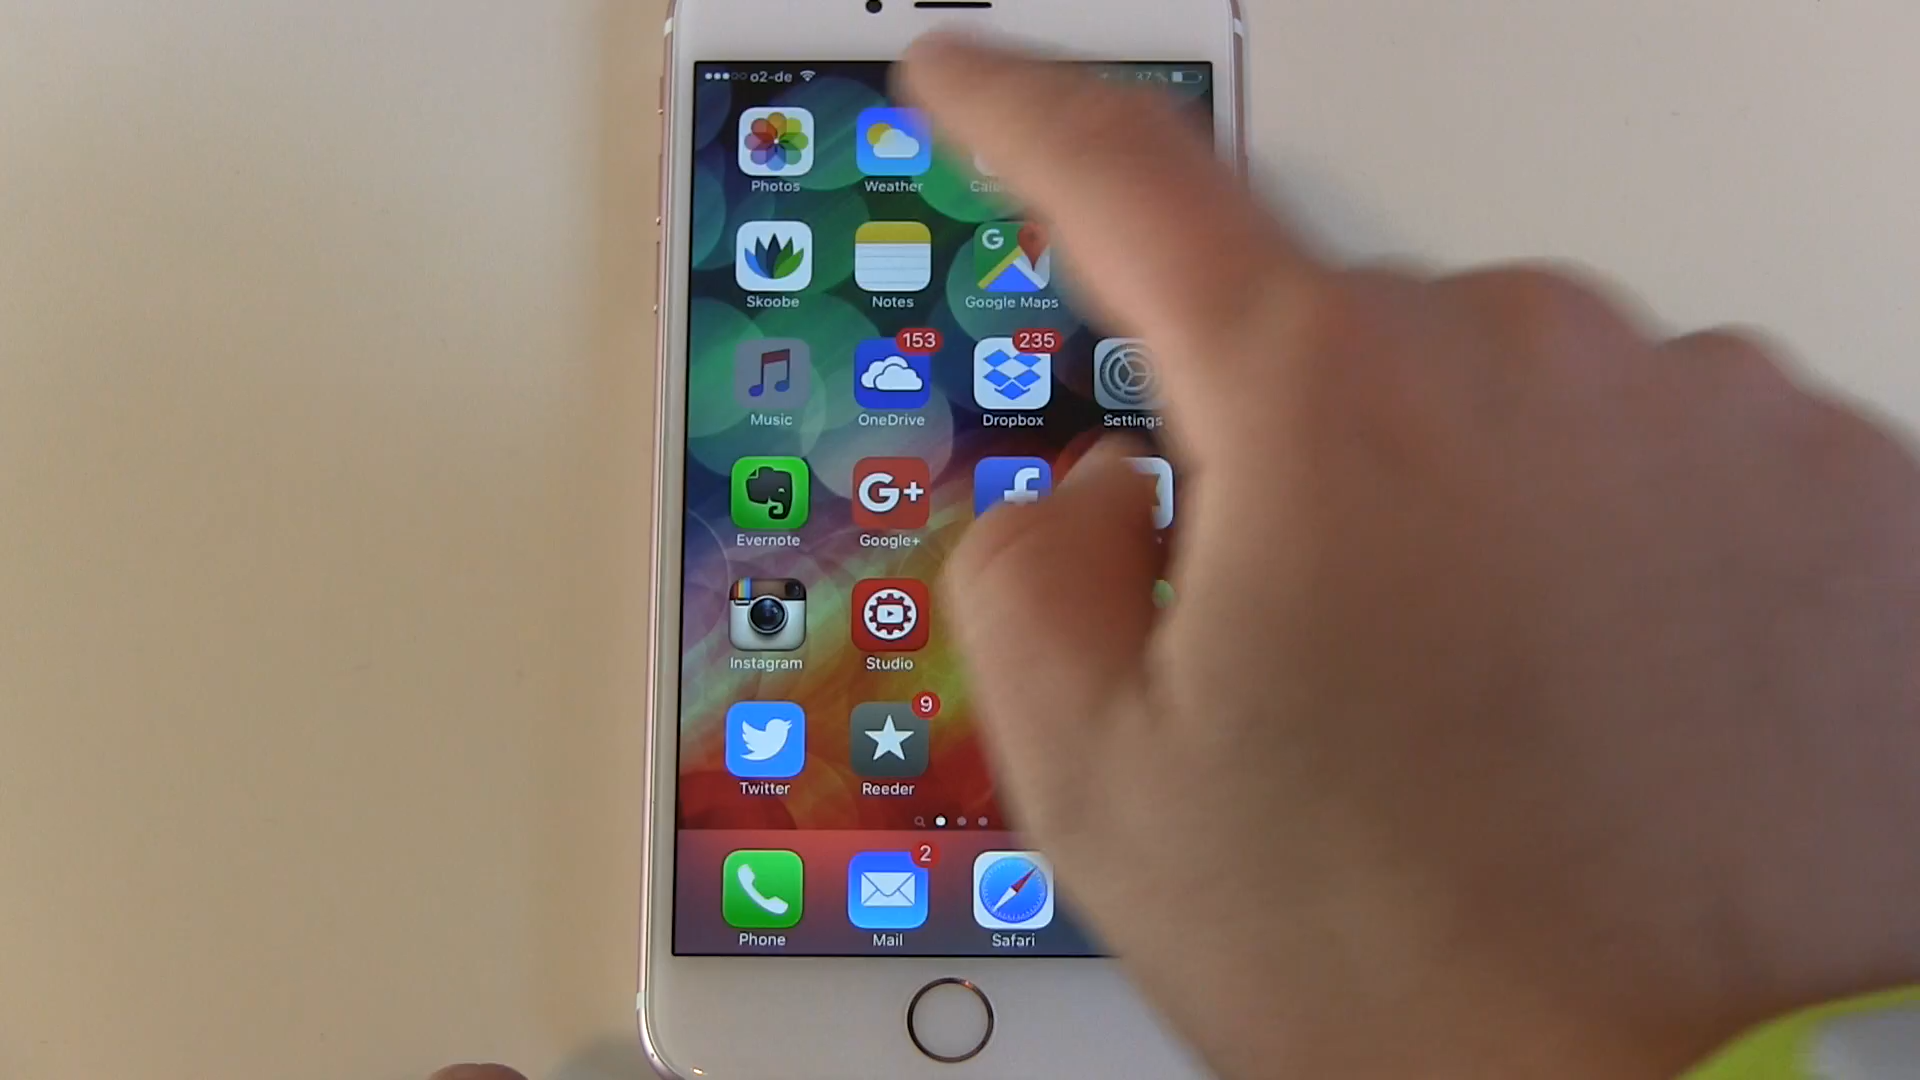 o2-de 37 %
Photos Weather
Skoobe Notes Google Maps
G
153 235
Music OneDrive Dropbox Settings
G+ f
Evernote Google+
Instagram Studio
9
Twitter Reeder
2
Phone Mail Safari